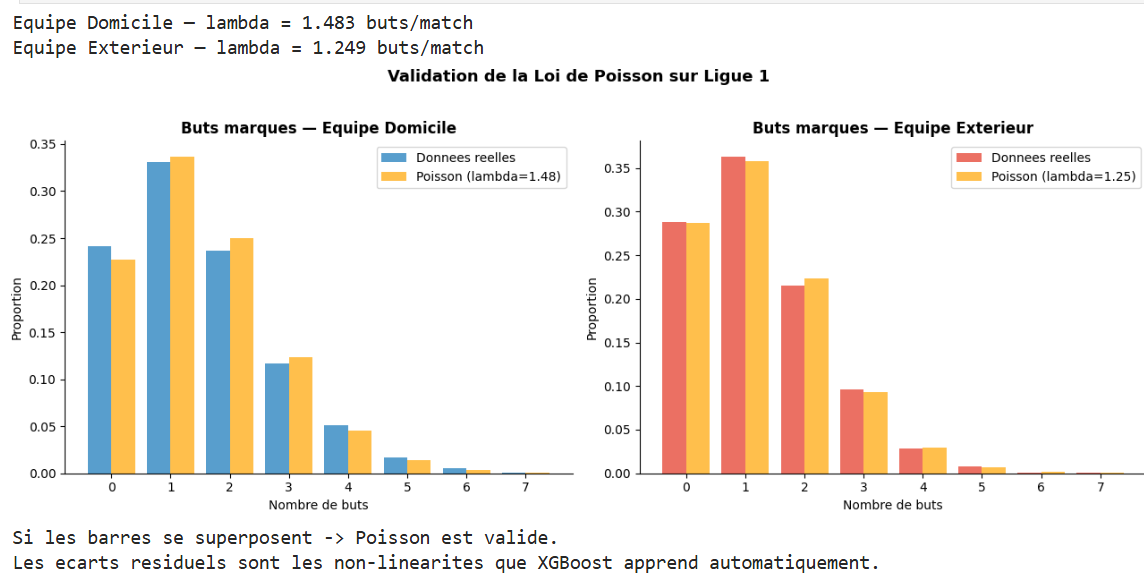 Equipe Domicile — lambda = 1.483 buts/match
Equipe Exterieur — lambda = 1.249 buts/match
Validation de la Loi de Poisson sur Ligue 1
Buts marques — Equipe Domicile
Donnees reelles
Poisson (lambda=1.48)
Proportion
0.35
0.30
0.25
0.20
0.15
0.10
0.05
0.00
0 1 2 3 4 5 6 7
Nombre de buts
Buts marques — Equipe Exterieur
Donnees reelles
Poisson (lambda=1.25)
Proportion
0.35
0.30
0.25
0.20
0.15
0.10
0.05
0.00
0 1 2 3 4 5 6 7
Nombre de buts
Si les barres se superposent -> Poisson est valide.
Les ecarts residuels sont les non-linearites que XGBoost apprend automatiquement.